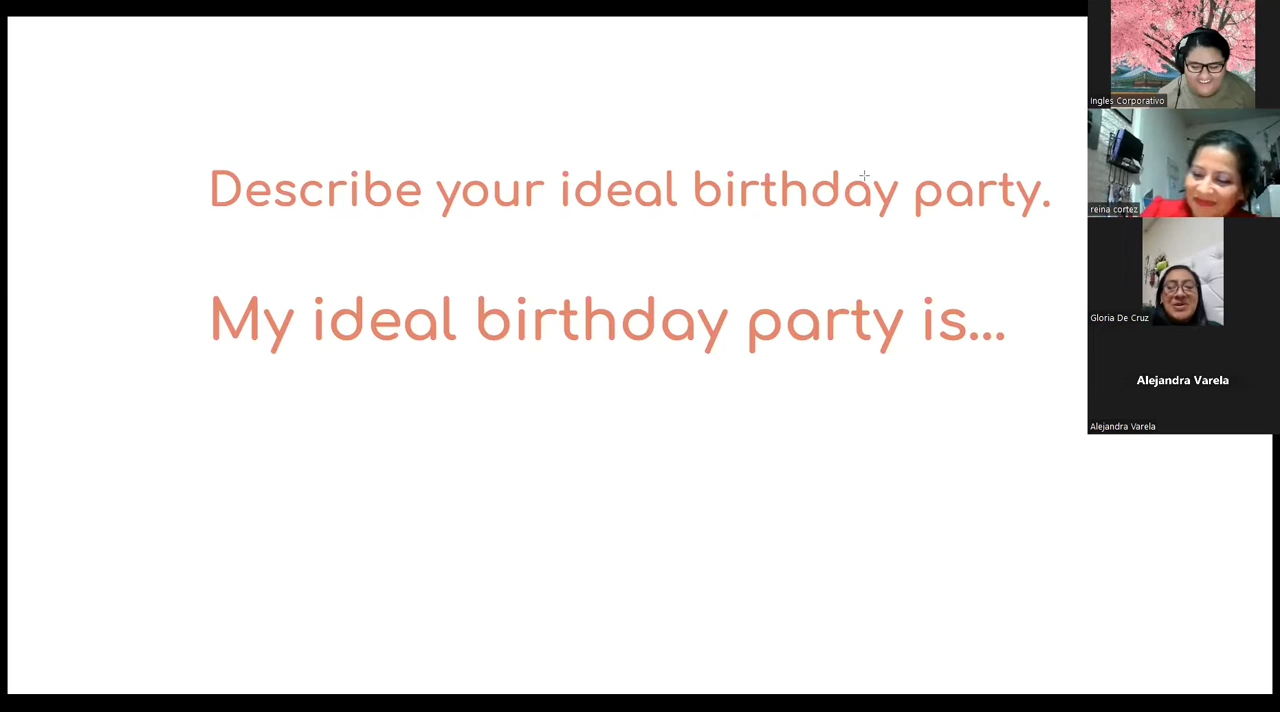 Describe your ideal birthday party.
My ideal birthday party is...
Ingles Corporativo
reina cortez
Gloria De Cruz
Alejandra Varela
Alejandra Varela